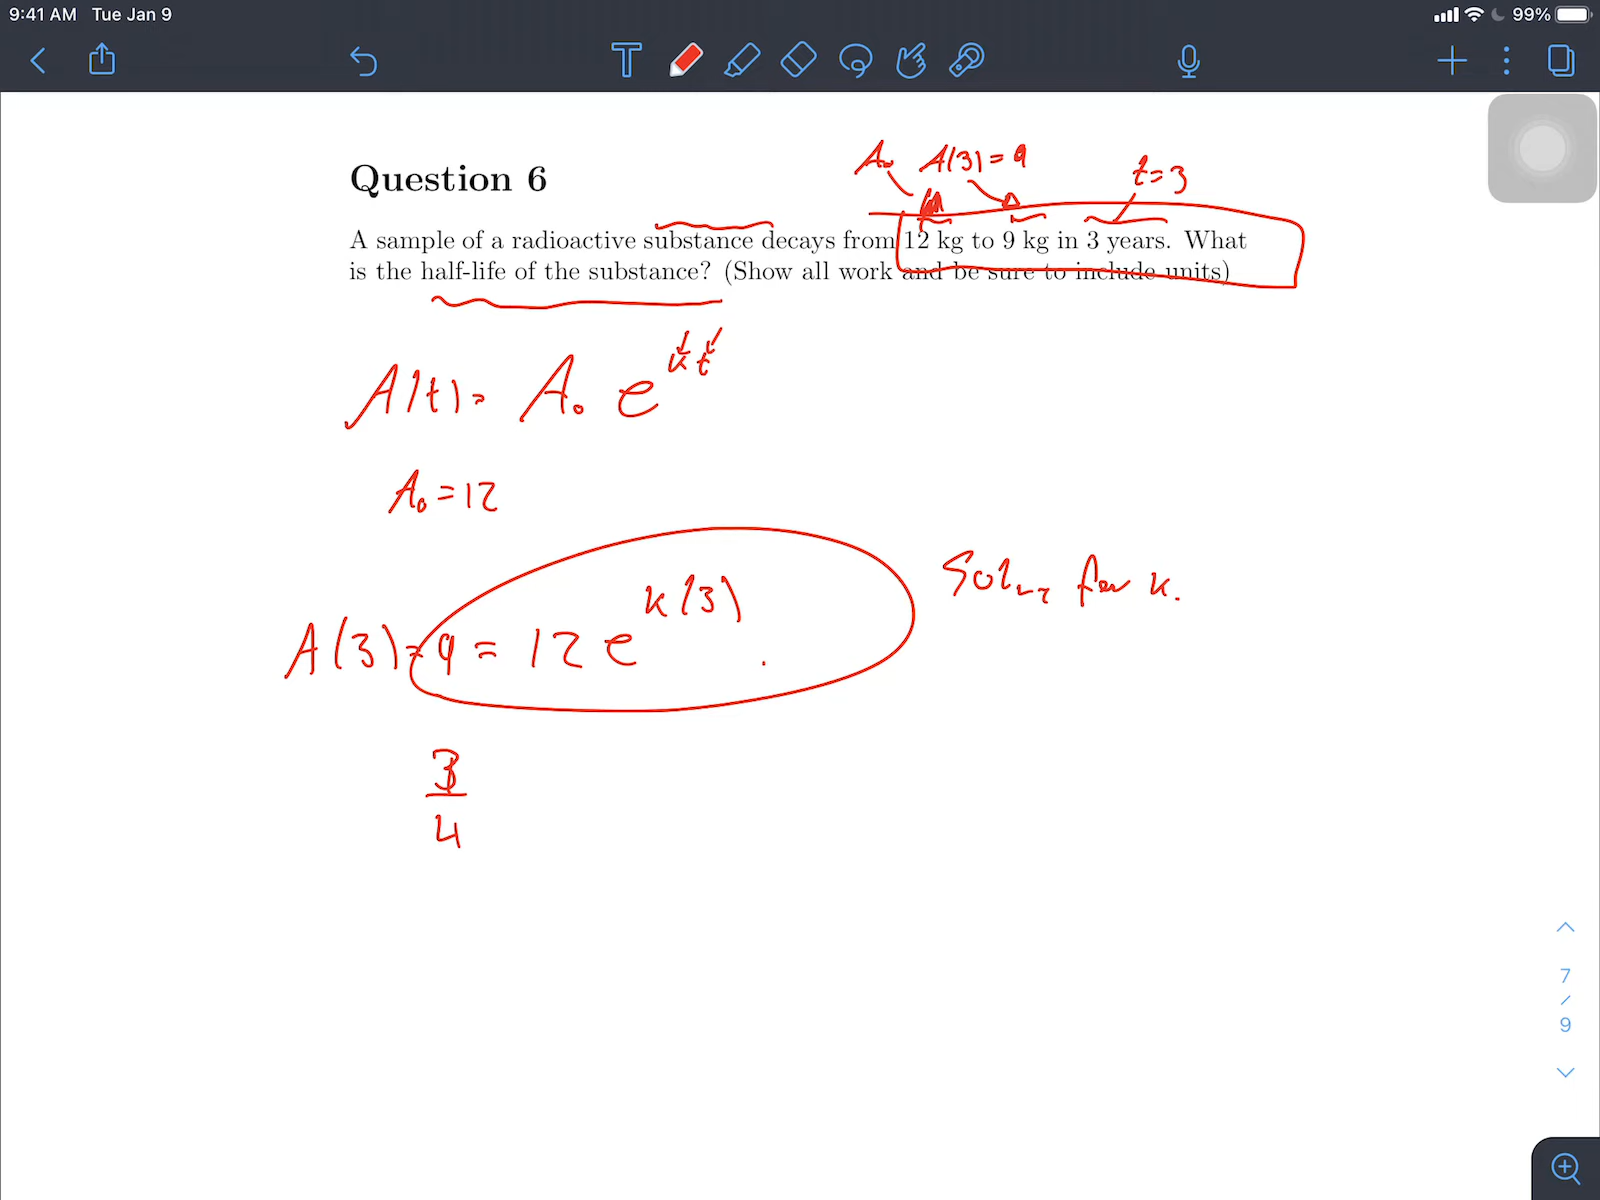 9:41 AM Tue Jan 9
99%
A₀ A(3) = 9
t=3
Question 6
A sample of a radioactive substance decays from 12 kg to 9 kg in 3 years. What
is the half-life of the substance? (Show all work and be sure to include units)
A(t) = A₀ e^{kt}
A₀ = 12
A(3) = 9 = 12 e^{k(3)}.
Solve for k.
3/4
7
/
9